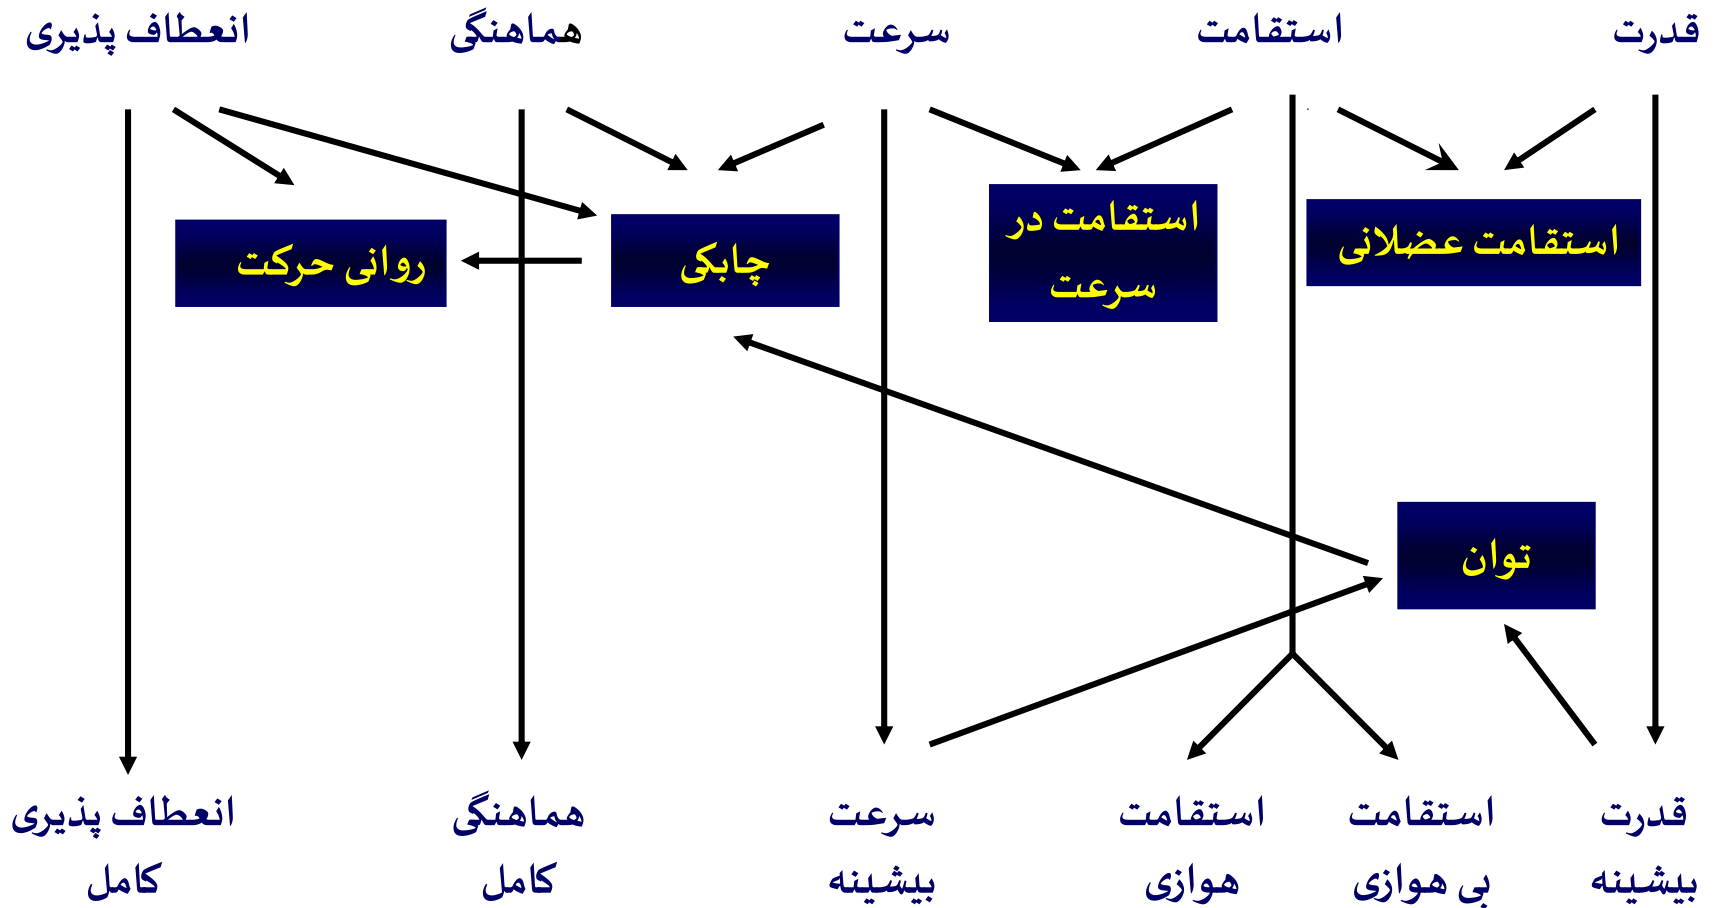 قدرت
استقامت
سرعت
هماهنگی
انعطاف پذیری
استقامت عضلانی
استقامت در
سرعت
چابکی
روانی حرکت
توان
قدرت
بیشینه
استقامت
بی هوازی
استقامت
هوازی
سرعت
بیشینه
هماهنگی
کامل
انعطاف پذیری
کامل